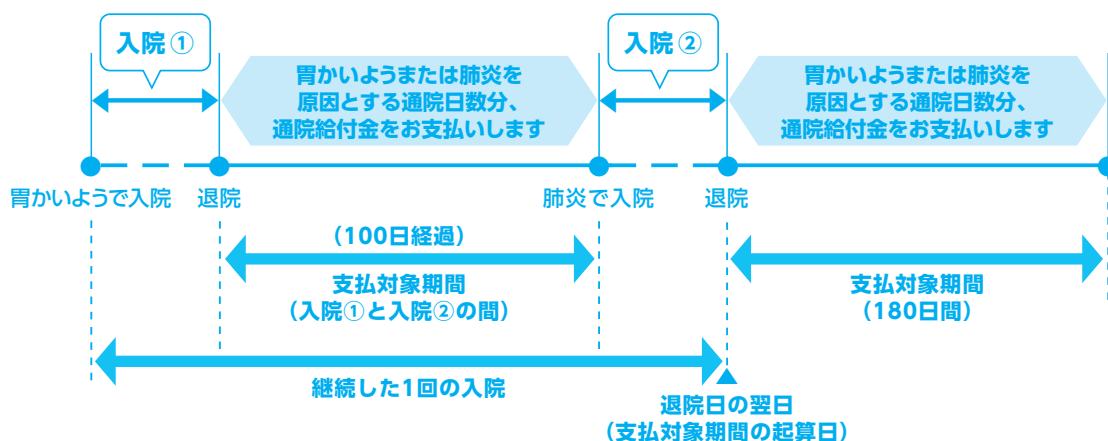 入院①
入院②
胃かいようまたは肺炎を
原因とする通院日数分、
通院給付金をお支払いします
胃かいようまたは肺炎を
原因とする通院日数分、
通院給付金をお支払いします
胃かいようで入院
退院
肺炎で入院
退院
（100日経過）
支払対象期間
（入院①と入院②の間）
支払対象期間
（180日間）
継続した1回の入院
退院日の翌日
（支払対象期間の起算日）